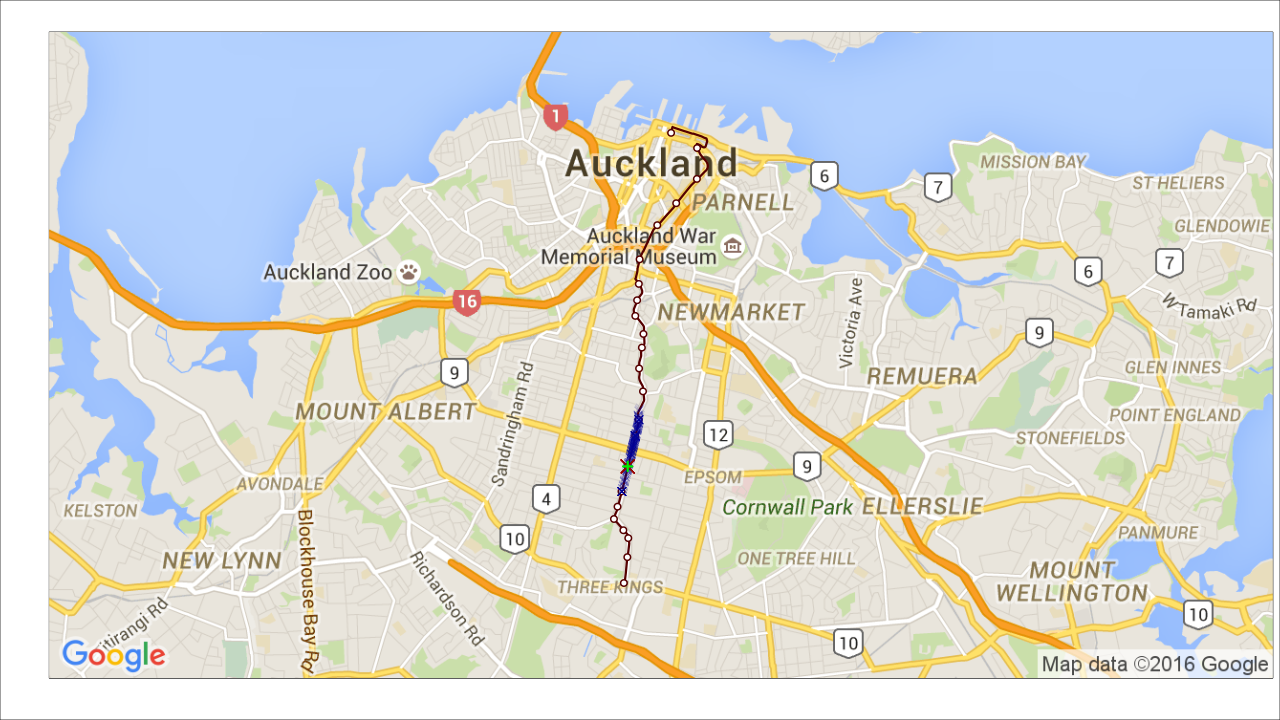 1
Auckland
MISSION BAY
6
7
ST HELIERS
PARNELL
GLENDOWIE
Auckland War
Memorial Museum
Auckland Zoo
6
7
16
W Tamaki Rd
NEWMARKET
Victoria Ave
9
9
Sandringham Rd
REMUERA
GLEN INNES
MOUNT ALBERT
POINT ENGLAND
12
STONEFIELDS
9
EPSOM
AVONDALE
4
Cornwall Park
ELLERSLIE
KELSTON
Blockhouse Bay Rd
10
PANMURE
NEW LYNN
Richardson Rd
ONE TREE HILL
MOUNT
WELLINGTON
THREE KINGS
itirangi Rd
10
10
Google
Map data ©2016 Google